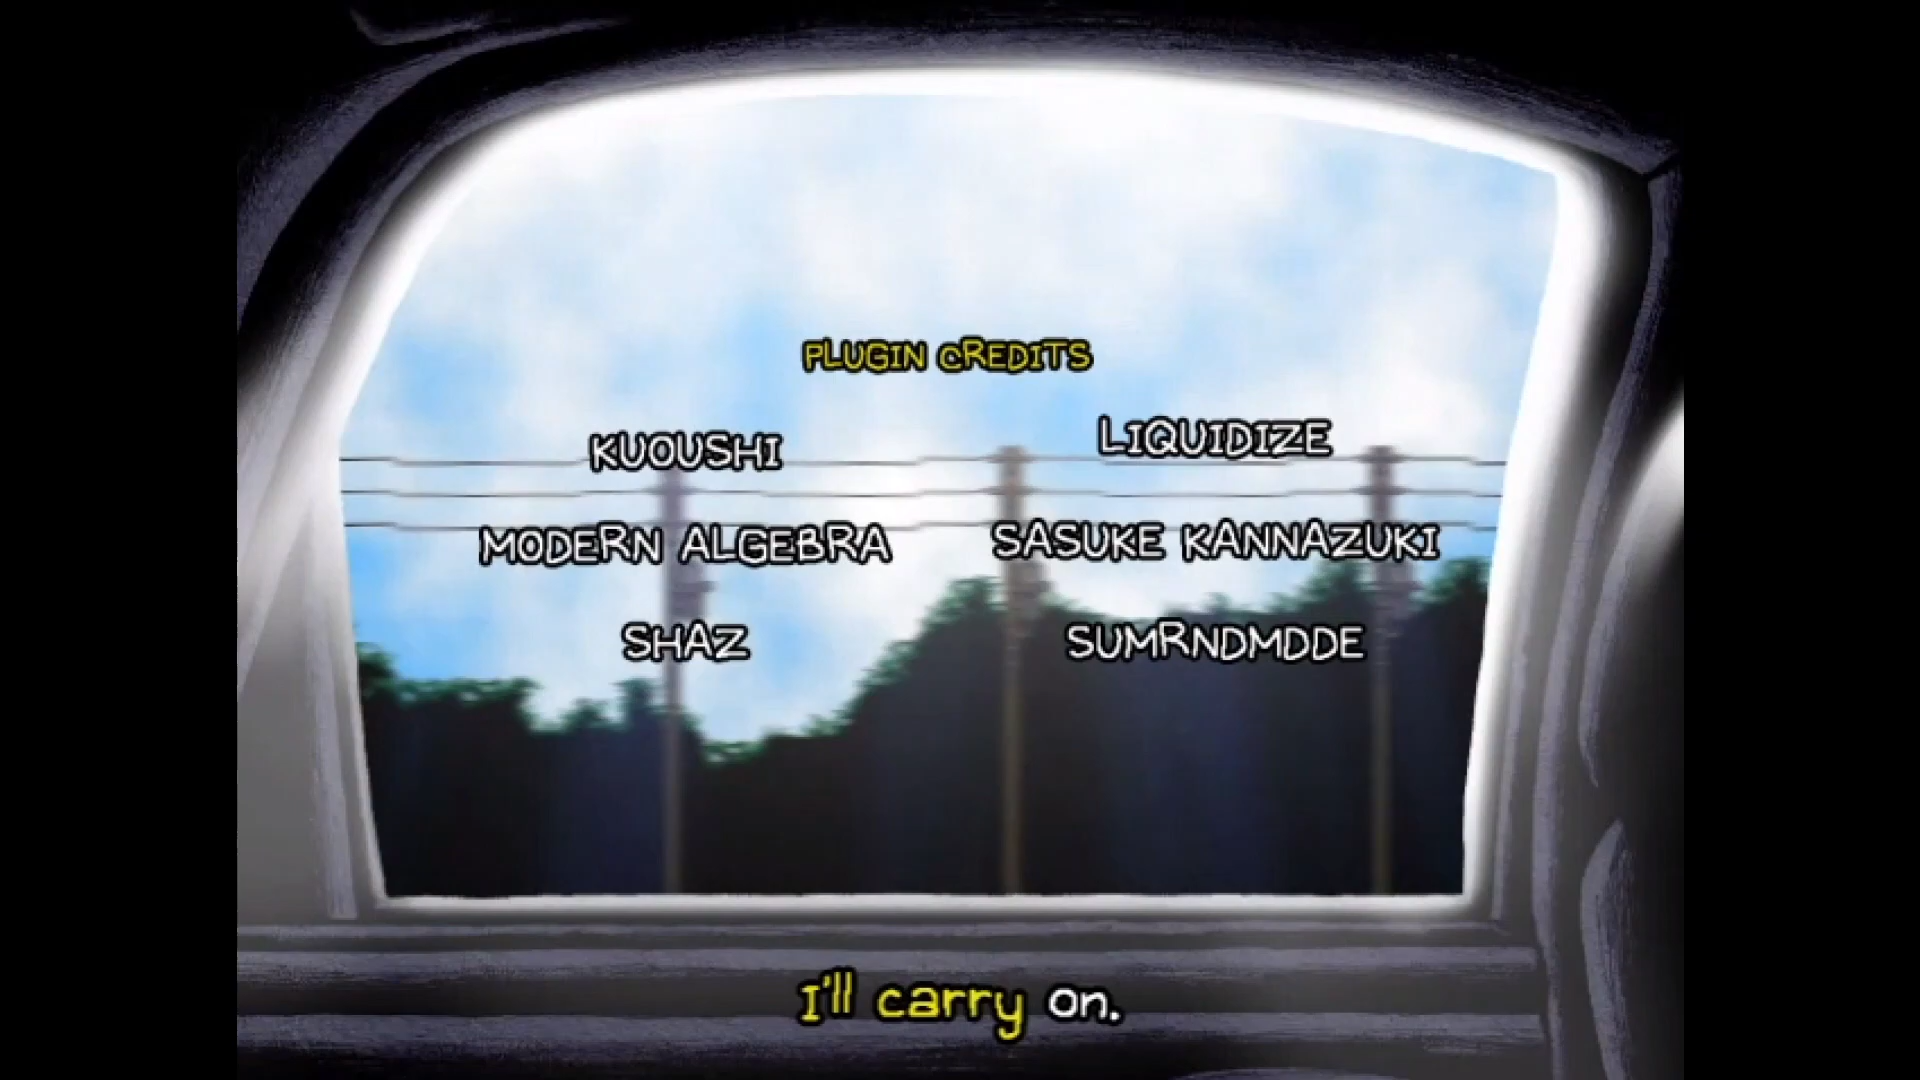 PLUGIN CREDITS
KUOUSHI LIQUIDIZE
MODERN ALGEBRA SASUKE KANNAZUKI
SHAZ SUMRNDMDDE
I'll carry on.